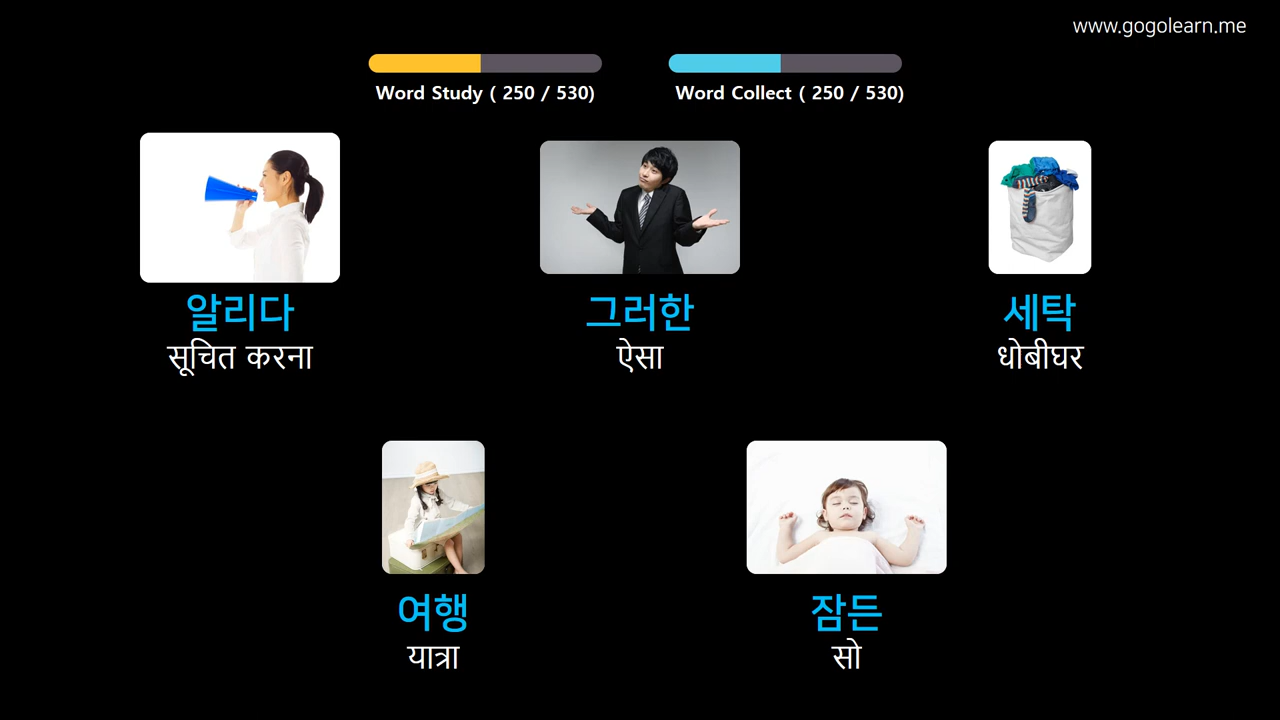 www.gogolearn.me
Word Study ( 250 / 530)
Word Collect ( 250 / 530)
알리다
सूचित करना
그러한
ऐसा
세탁
धोबीघर
여행
यात्रा
잠든
सो